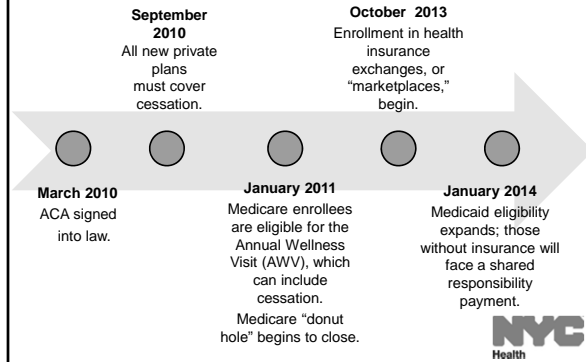 September
2010
All new private
plans
must cover
cessation.
October 2013
Enrollment in health
insurance
exchanges, or
“marketplaces,”
begin.
March 2010
ACA signed
into law.
January 2011
Medicare enrollees
are eligible for the
Annual Wellness
Visit (AWV), which
can include
cessation.
Medicare “donut
hole” begins to close.
January 2014
Medicaid eligibility
expands; those
without insurance will
face a shared
responsibility
payment.
NYC
Health